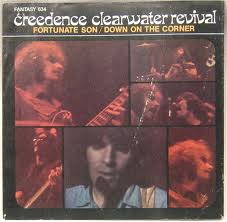 FANTASY 634
creedence clearwater revival
FORTUNATE SON / DOWN ON THE CORNER